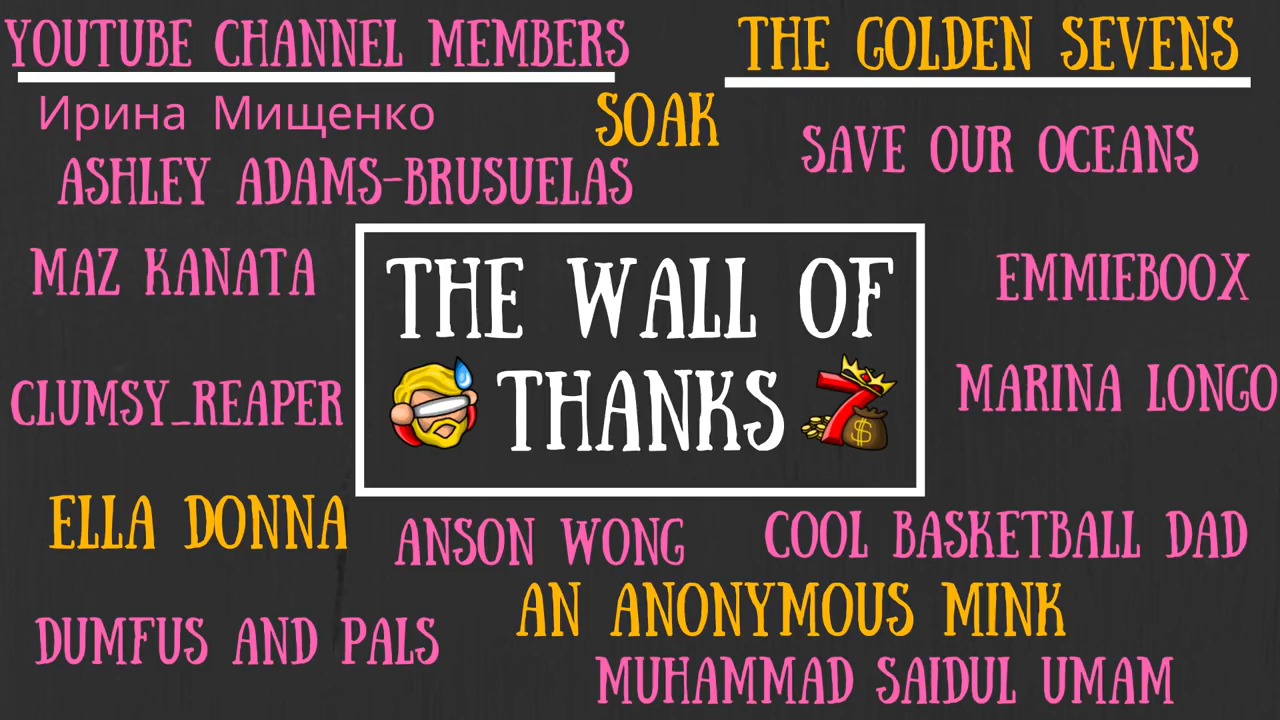 YOUTUBE CHANNEL MEMBERS
THE GOLDEN SEVENS
Ирина Мищенко
SOAK
SAVE OUR OCEANS
ASHLEY ADAMS-BRUSUELAS
MAZ KANATA
THE WALL OF
THANKS
7
$
EMMIEBOOX
CLUMSY_REAPER
MARINA LONGO
ELLA DONNA
ANSON WONG
COOL BASKETBALL DAD
AN ANONYMOUS MINK
DUMFUS AND PALS
MUHAMMAD SAIDUL UMAM